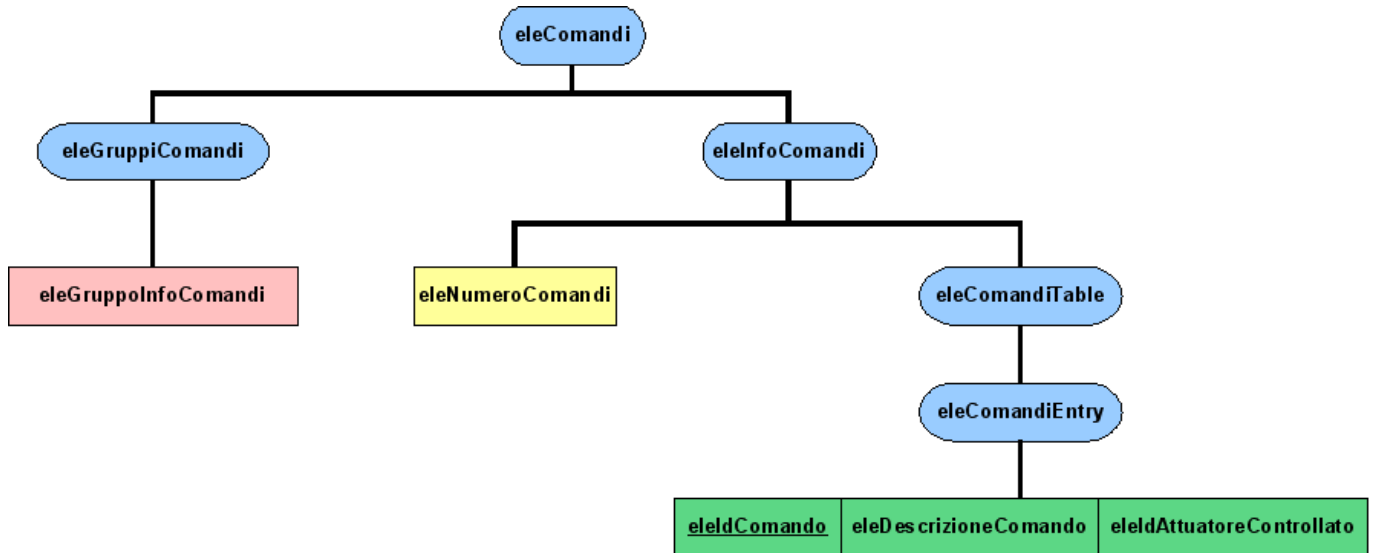 eleComandi
eleGruppiComandi
eleInfoComandi
eleGruppoInfoComandi
eleNumeroComandi
eleComandiTable
eleComandiEntry
eleIdComando
eleDescrizioneComando
eleIdAttuatoreControllato